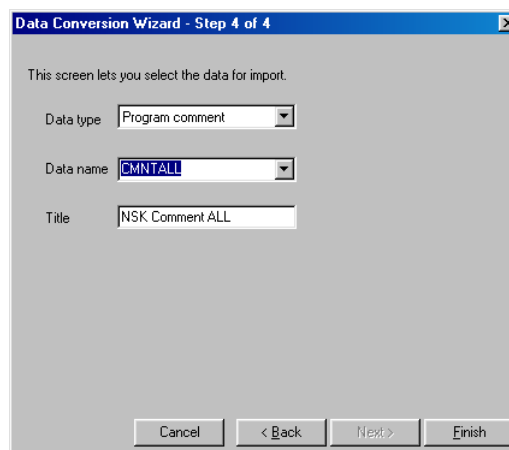 Data Conversion Wizard - Step 4 of 4
This screen lets you select the data for import.
Data type Program comment
Data name CMNTALL
Title NSK Comment ALL
Cancel < Back Next > Finish